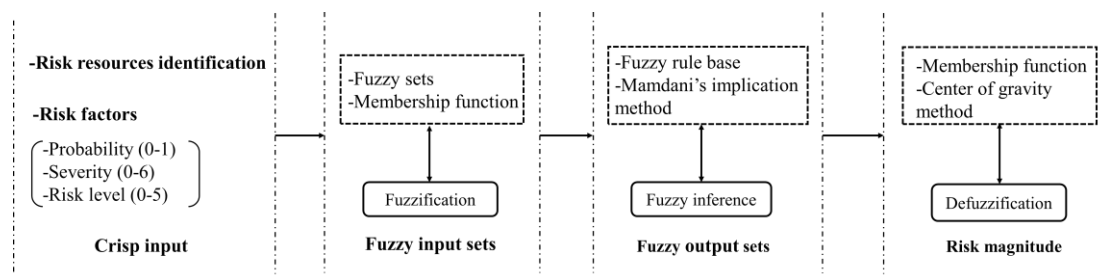 -Risk resources identification
-Risk factors
-Probability (0-1)
-Severity (0-6)
-Risk level (0-5)
Crisp input
-Fuzzy sets
-Membership function
Fuzzification
Fuzzy input sets
-Fuzzy rule base
-Mamdani's implication
method
Fuzzy inference
Fuzzy output sets
-Membership function
-Center of gravity
method
Defuzzification
Risk magnitude